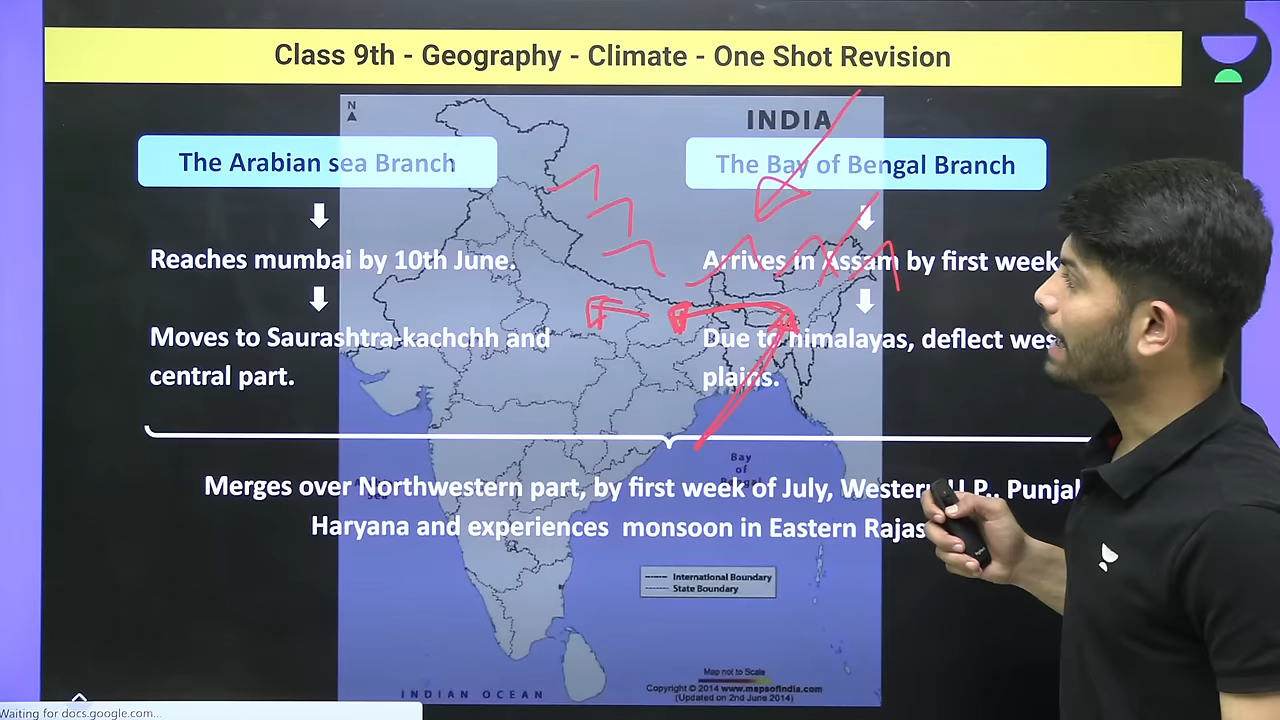 Class 9th - Geography - Climate - One Shot Revision
N
INDIA
The Arabian sea Branch
The Bay of Bengal Branch
Reaches mumbai by 10th June.
Arrives in Assam by first week
Moves to Saurashtra-kachchh and
central part.
Due to himalayas, deflect wes
plains.
Bay
of
Merges over Northwestern part, by first week of July, Western U.P., Punjab
Haryana and experiences monsoon in Eastern Rajas
International Boundary
State Boundary
Map not to Scale
Copyright © 2014 www.mapsofindia.com
(Updated on 2nd June 2014)
INDIAN OCEAN
Waiting for docs.google.com...